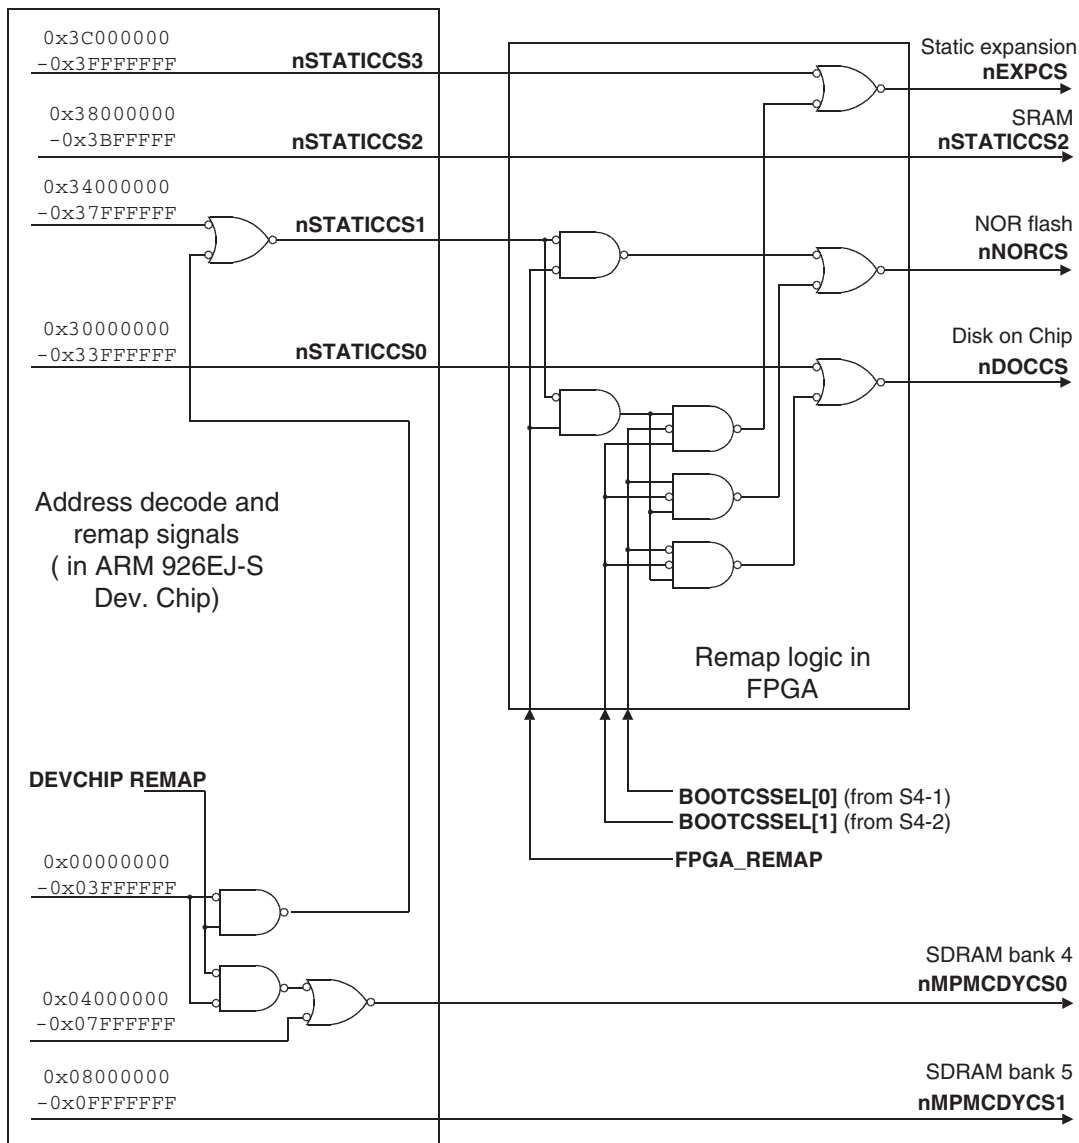 0x3C000000
-0x3FFFFFFF
nSTATICCS3
Static expansion
nEXPCS
0x38000000
-0x3BFFFFFF
nSTATICCS2
SRAM
nSTATICCS2
0x34000000
-0x37FFFFFF
nSTATICCS1
NOR flash
nNORCS
0x30000000
-0x33FFFFFF
nSTATICCS0
Disk on Chip
nDOCCS
Address decode and
remap signals
( in ARM 926EJ-S
Dev. Chip)
Remap logic in
FPGA
DEVCHIP REMAP
BOOTCSSEL[0] (from S4-1)
BOOTCSSEL[1] (from S4-2)
FPGA_REMAP
0x00000000
-0x03FFFFFF
0x04000000
-0x07FFFFFF
SDRAM bank 4
nMPMCDYCS0
0x08000000
-0x0FFFFFFF
SDRAM bank 5
nMPMCDYCS1